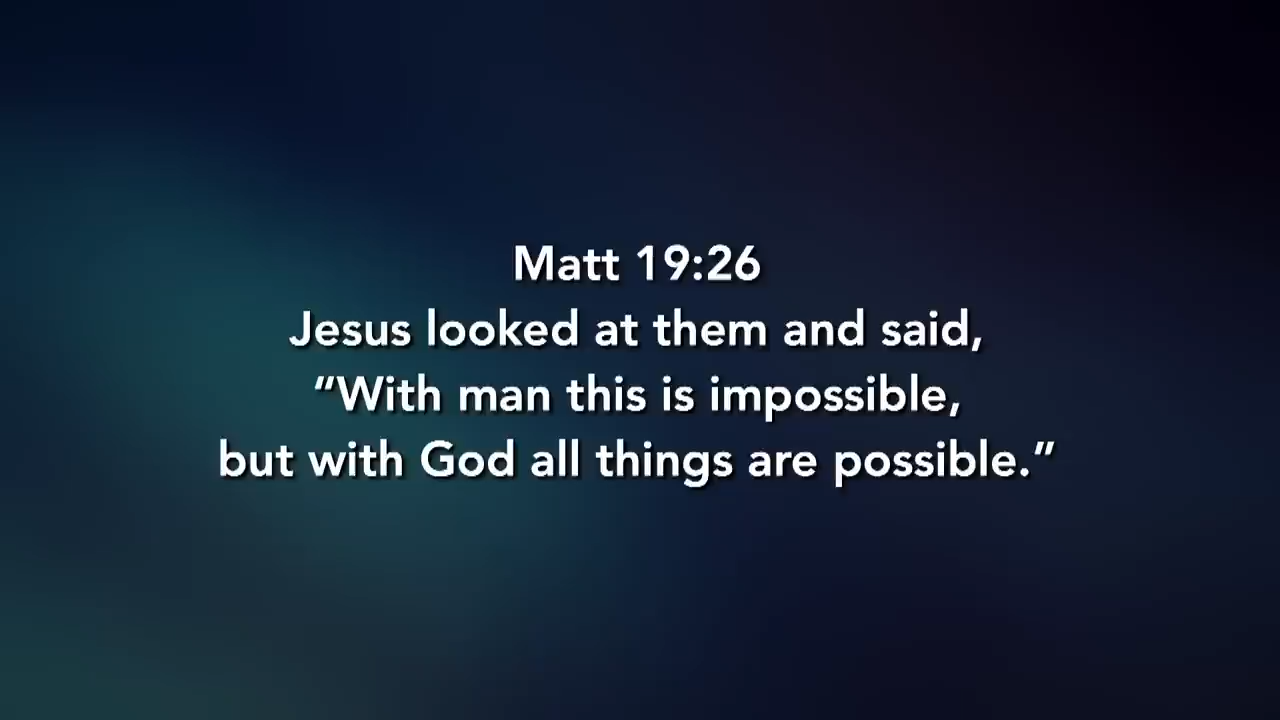 Matt 19:26
Jesus looked at them and said,
“With man this is impossible,
but with God all things are possible.”